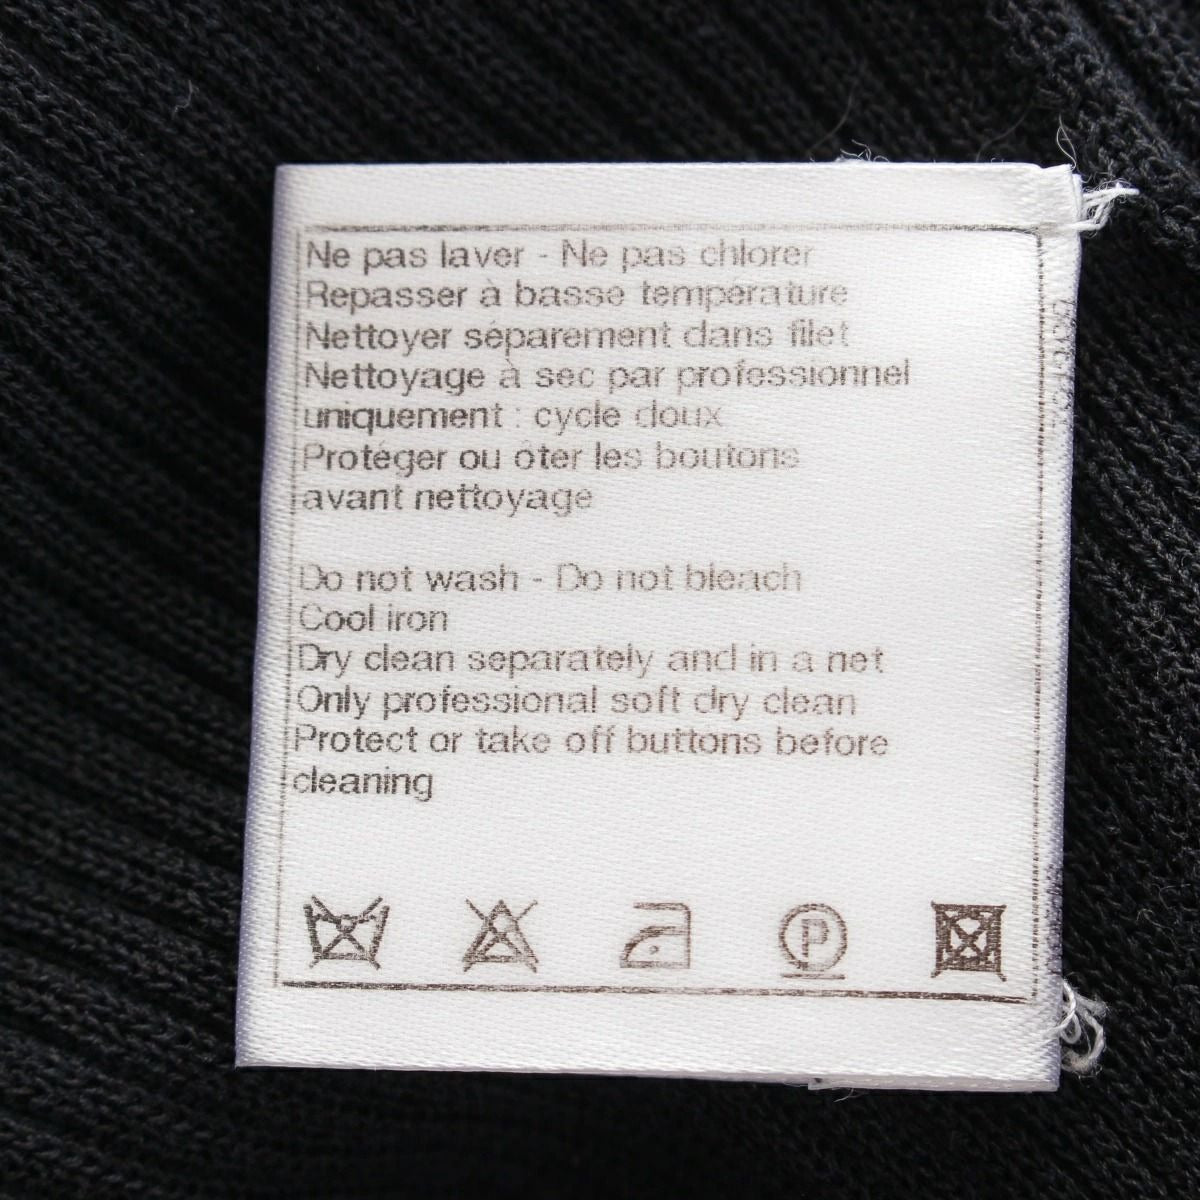 Ne pas laver - Ne pas chlorer
Repasser à basse température
Nettoyer séparement dans filet
Nettoyage à sec par professionnel
uniquement : cycle doux
Protéger ou ôter les boutons
avant nettoyage
Do not wash - Do not bleach
Cool iron
Dry clean separately and in a net
Only professional soft dry clean
Protect or take off buttons before
cleaning
P